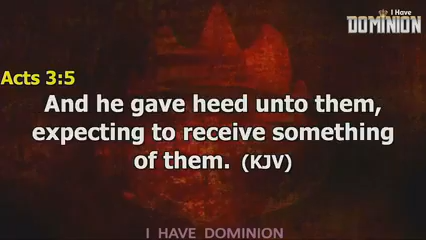 I Have
DOMINION
Acts 3:5
And he gave heed unto them,
expecting to receive something
of them. (KJV)
I HAVE DOMINION